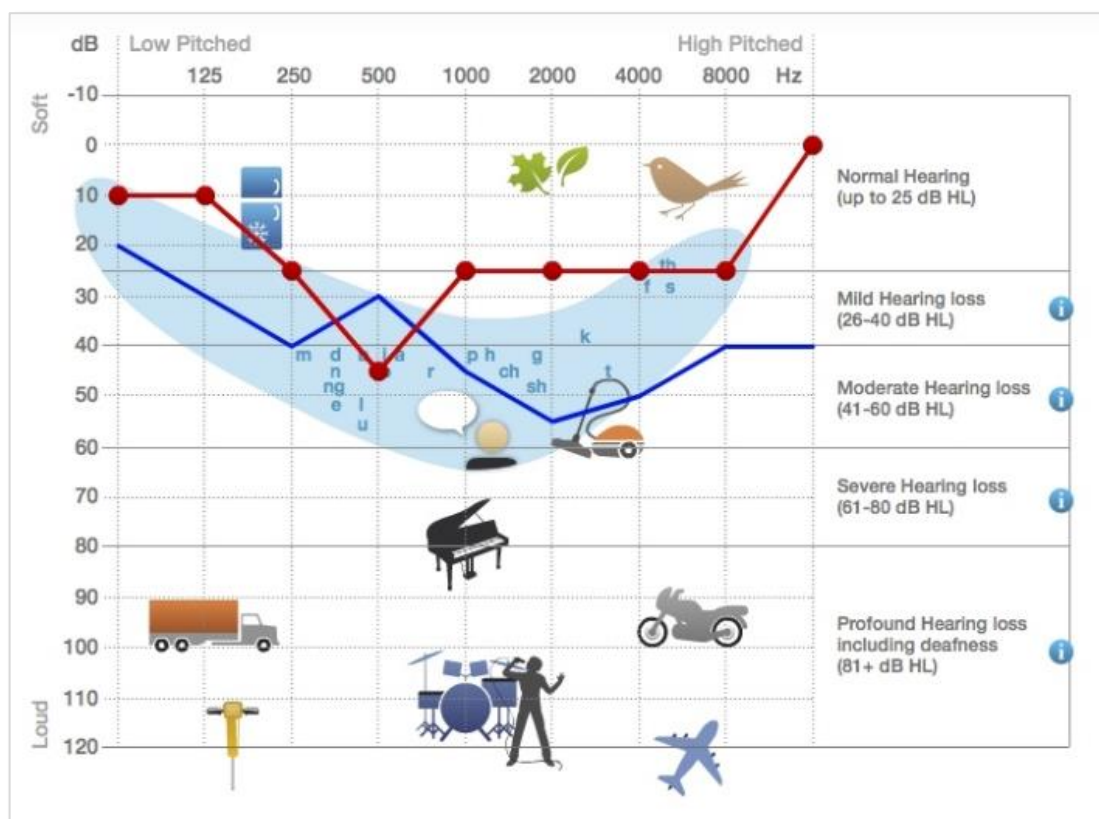 dB Low Pitched High Pitched
125 250 500 1000 2000 4000 8000 Hz
Soft
-10
0
10
20
30
40
50
60
70
80
90
100
110
120
Loud
th
f s
k
m d i a p h g
n r ch t
ng sh
e l
u
Normal Hearing
(up to 25 dB HL)
Mild Hearing loss
(26-40 dB HL)
i
Moderate Hearing loss
(41-60 dB HL)
i
Severe Hearing loss
(61-80 dB HL)
i
Profound Hearing loss
including deafness
(81+ dB HL)
i